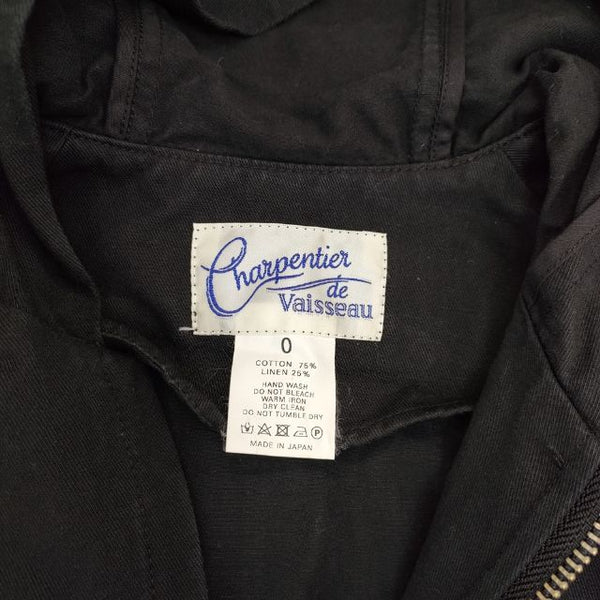 Charpentier
de
Vaisseau
0
COTTON 75%
LINEN 25%
HAND WASH
DO NOT BLEACH
WARM IRON
DRY CLEAN
DO NOT TUMBLE DRY
MADE IN JAPAN